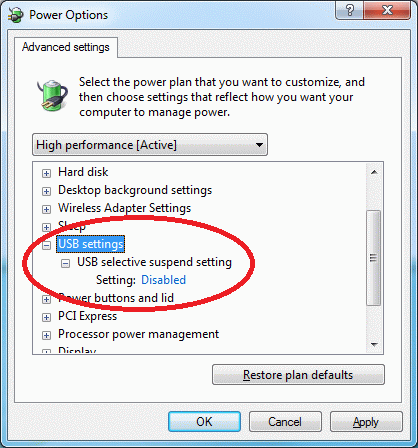 Power Options
?
Advanced settings
Select the power plan that you want to customize, and
then choose settings that reflect how you want your
computer to manage power.
High performance [Active]
Hard disk
Desktop background settings
Wireless Adapter Settings
Sleep
USB settings
USB selective suspend setting
Setting: Disabled
Power buttons and lid
PCI Express
Processor power management
Display
Restore plan defaults
OK Cancel Apply